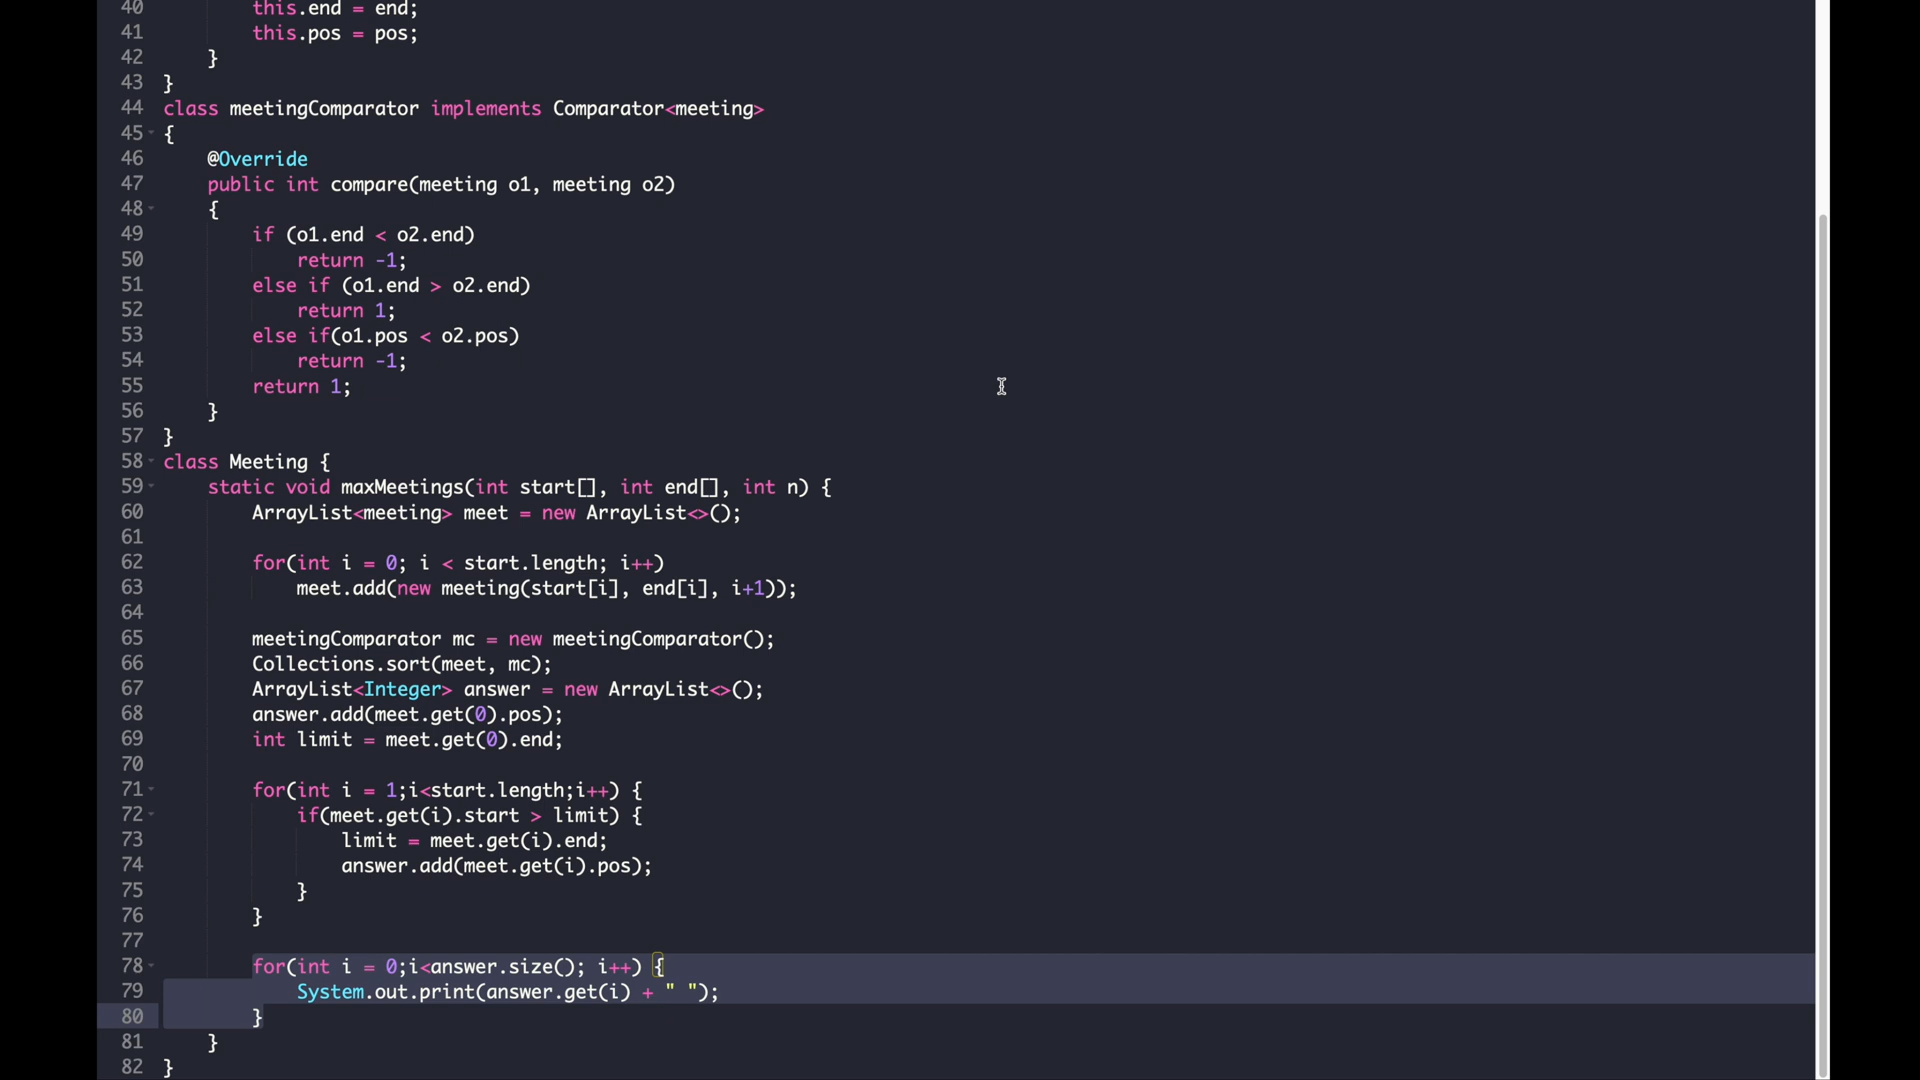 40 this.end = end;
41 this.pos = pos;
42 }
43 }
44 class meetingComparator implements Comparator<meeting>
45 {
46 @Override
47 public int compare(meeting o1, meeting o2)
48 {
49 if (o1.end < o2.end)
50 return -1;
51 else if (o1.end > o2.end)
52 return 1;
53 else if(o1.pos < o2.pos)
54 return -1;
55 return 1;
56 }
57 }
58 class Meeting {
59 static void maxMeetings(int start[], int end[], int n) {
60 ArrayList<meeting> meet = new ArrayList<>();
61
62 for(int i = 0; i < start.length; i++)
63 meet.add(new meeting(start[i], end[i], i+1));
64
65 meetingComparator mc = new meetingComparator();
66 Collections.sort(meet, mc);
67 ArrayList<Integer> answer = new ArrayList<>();
68 answer.add(meet.get(0).pos);
69 int limit = meet.get(0).end;
70
71 for(int i = 1;i<start.length;i++) {
72 if(meet.get(i).start > limit) {
73 limit = meet.get(i).end;
74 answer.add(meet.get(i).pos);
75 }
76 }
77
78 for(int i = 0;i<answer.size(); i++) {
79 System.out.print(answer.get(i) + " ");
80 }
81 }
82 }